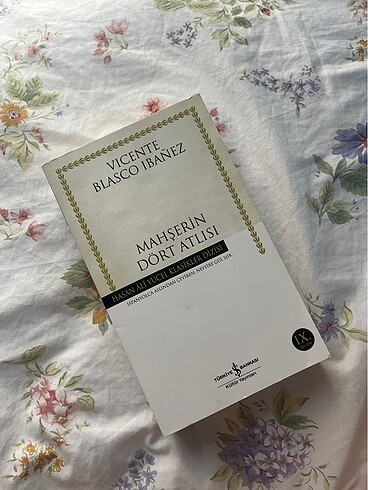 VICENTE
BLASCO IBAÑEZ
MAHŞERİN
DÖRT ATLISI
HASAN ÂLİ YÜCEL KLASİKLER DİZİSİ
İSPANYOLCA ASLINDAN ÇEVİREN: NEYYİRE GÜL IŞIK
IX
TÜRKİYE İŞ BANKASI
Kültür Yayınları